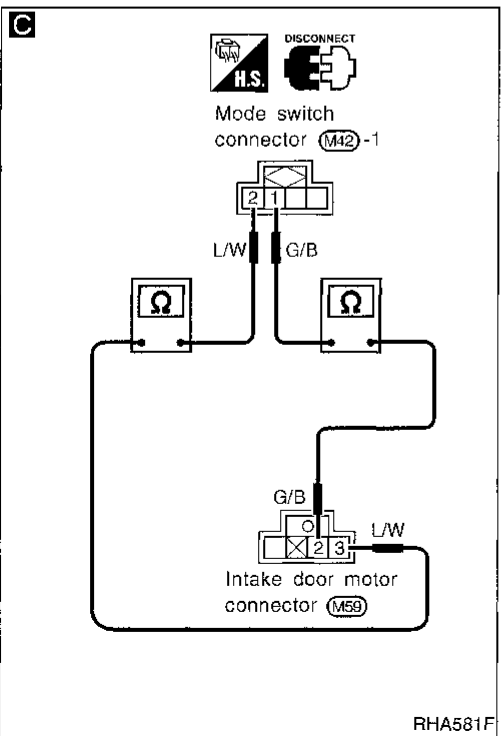 C
DISCONNECT
H.S.
Mode switch
connector M42 -1
2 1
L/W G/B
Ω Ω
G/B
L/W
2 3
Intake door motor
connector M59
RHA581F